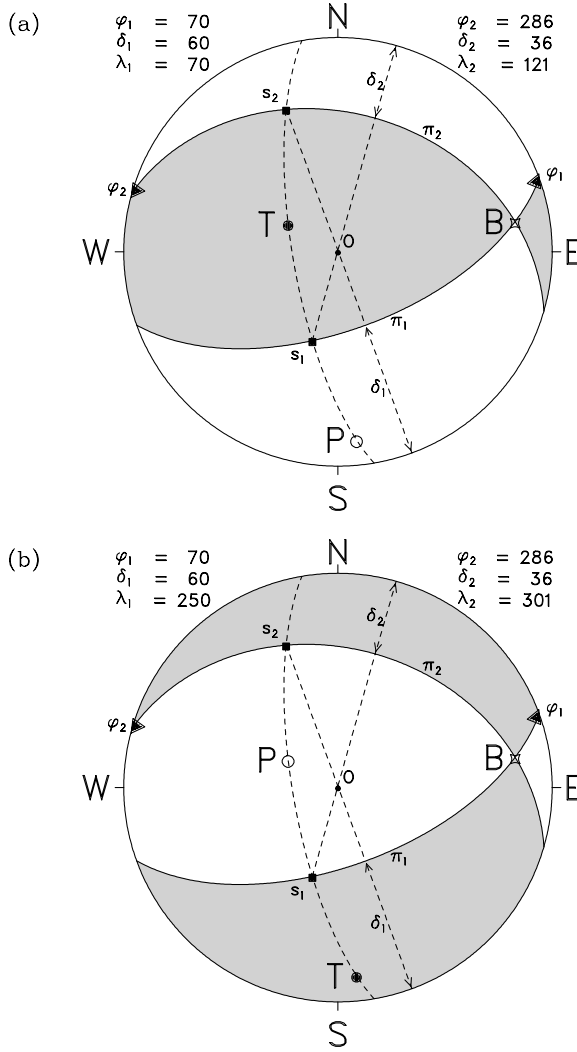 (a)
φ₁ = 70
δ₁ = 60
λ₁ = 70
N
φ₂ = 286
δ₂ = 36
λ₂ = 121
δ₂
s₂
π₂
φ₂
φ₁
T
B
W
o
E
π₁
s₁
δ₁
P
S
(b)
φ₁ = 70
δ₁ = 60
λ₁ = 250
N
φ₂ = 286
δ₂ = 36
λ₂ = 301
δ₂
s₂
π₂
φ₂
φ₁
P
B
W
o
E
π₁
s₁
δ₁
T
S